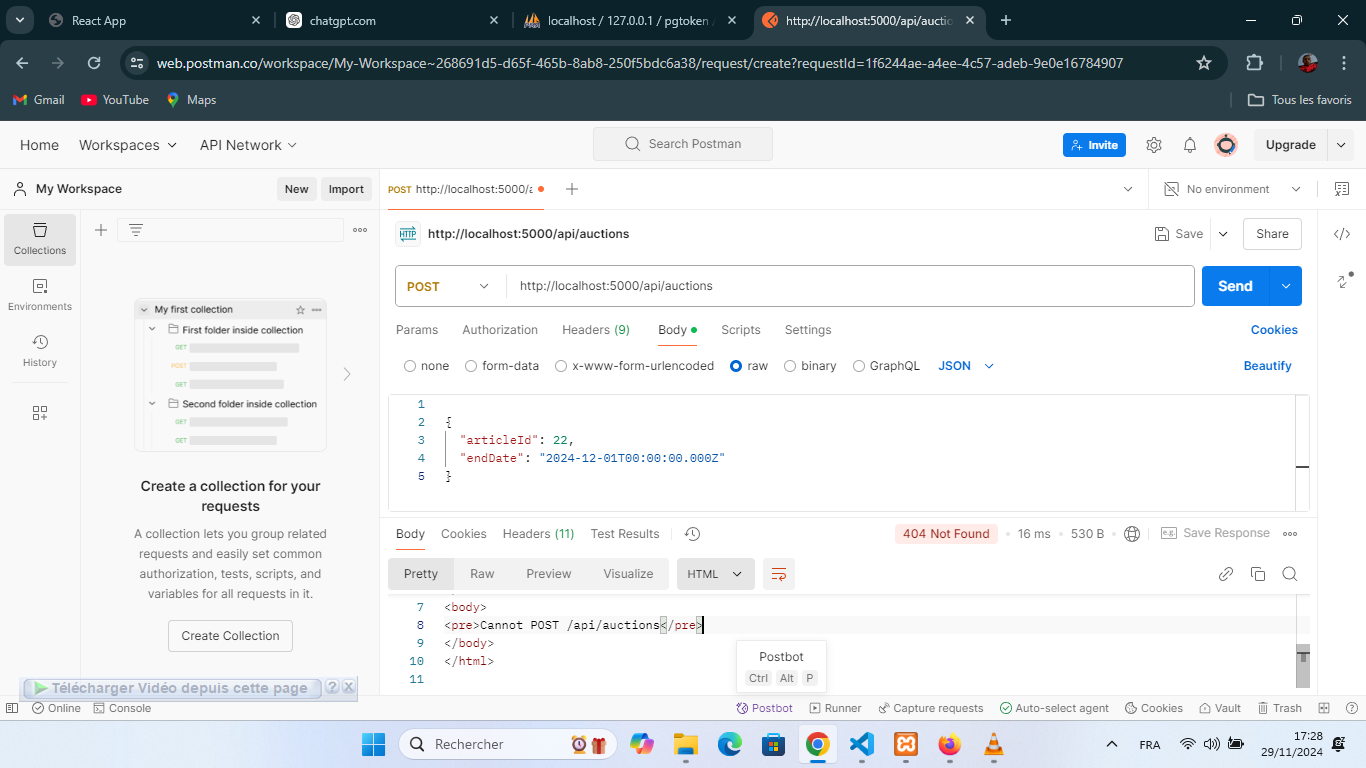 React App
chatgpt.com
localhost / 127.0.0.1 / pgtoken
http://localhost:5000/api/auctio
web.postman.co/workspace/My-Workspace~268691d5-d65f-465b-8ab8-250f5bdc6a38/request/create?requestId=1f6244ae-a4ee-4c57-adeb-9e0e16784907
Gmail
YouTube
Maps
Tous les favoris
Home
Workspaces
API Network
Search Postman
Invite
Upgrade
My Workspace
New
Import
POST http://localhost:5000/a
No environment
Collections
Environments
History
My first collection
First folder inside collection
GET
POST
GET
Second folder inside collection
GET
GET
Create a collection for your
requests
A collection lets you group related
requests and easily set common
authorization, tests, scripts, and
variables for all requests in it.
Create Collection
HTTP
http://localhost:5000/api/auctions
Save
Share
POST
http://localhost:5000/api/auctions
Send
Params
Authorization
Headers (9)
Body
Scripts
Settings
Cookies
none
form-data
x-www-form-urlencoded
raw
binary
GraphQL
JSON
Beautify
1
2 {
3 "articleId": 22,
4 "endDate": "2024-12-01T00:00:00.000Z"
5 }
Body
Cookies
Headers (11)
Test Results
404 Not Found
16 ms
530 B
e.g.
Save Response
Pretty
Raw
Preview
Visualize
HTML
7 <body>
8 <pre>Cannot POST /api/auctions</pre>
9 </body>
10 </html>
11
Postbot
Ctrl Alt P
Télécharger Vidéo depuis cette page ? X
Online
Console
Postbot
Runner
Capture requests
Auto-select agent
Cookies
Vault
Trash
Rechercher
FRA
17:28
29/11/2024